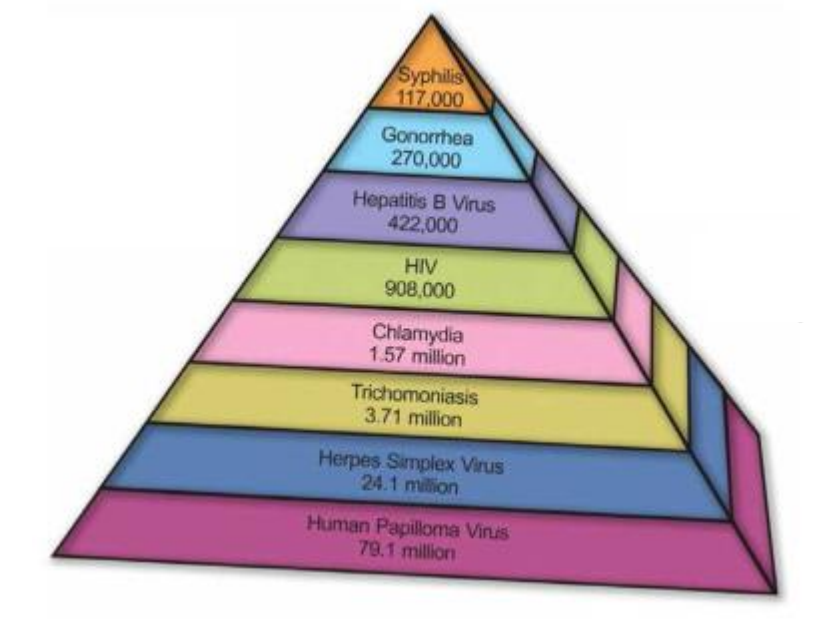 Syphilis
117,000
Gonorrhea
270,000
Hepatitis B Virus
422,000
HIV
908,000
Chlamydia
1.57 million
Trichomoniasis
3.71 million
Herpes Simplex Virus
24.1 million
Human Papilloma Virus
79.1 million